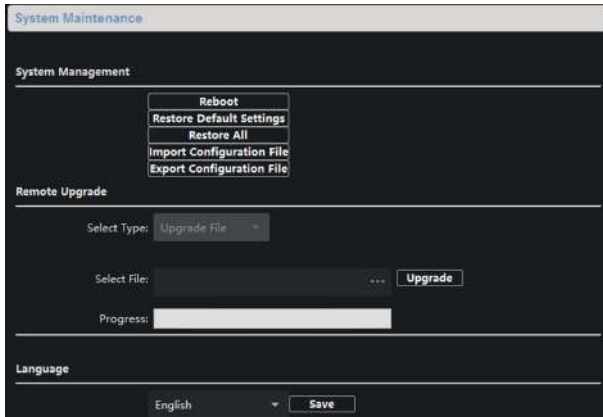 System Maintenance
System Management
Reboot
Restore Default Settings
Restore All
Import Configuration File
Export Configuration File
Remote Upgrade
Select Type: Upgrade File
Select File: ... Upgrade
Progress:
Language
English Save